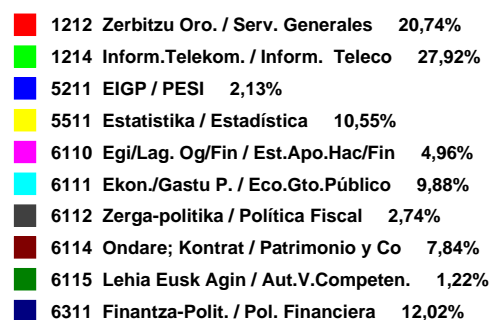 1212 Zerbitzu Oro. / Serv. Generales 20,74%
1214 Inform.Telekom. / Inform. Teleco 27,92%
5211 EIGP / PESI 2,13%
5511 Estatistika / Estadística 10,55%
6110 Egi/Lag. Og/Fin / Est.Apo.Hac/Fin 4,96%
6111 Ekon./Gastu P. / Eco.Gto.Público 9,88%
6112 Zerga-politika / Política Fiscal 2,74%
6114 Ondare; Kontrat / Patrimonio y Co 7,84%
6115 Lehia Eusk Agin / Aut.V.Competen. 1,22%
6311 Finantza-Polit. / Pol. Financiera 12,02%